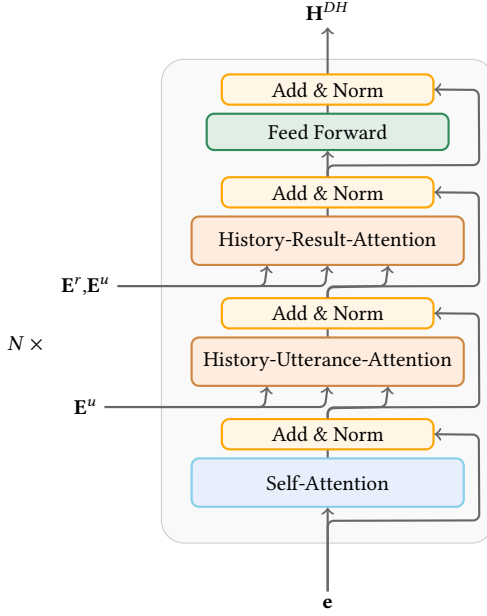 H^{DH}
Add & Norm
Feed Forward
Add & Norm
History-Result-Attention
E^r,E^u
Add & Norm
N ×
History-Utterance-Attention
E^u
Add & Norm
Self-Attention
e